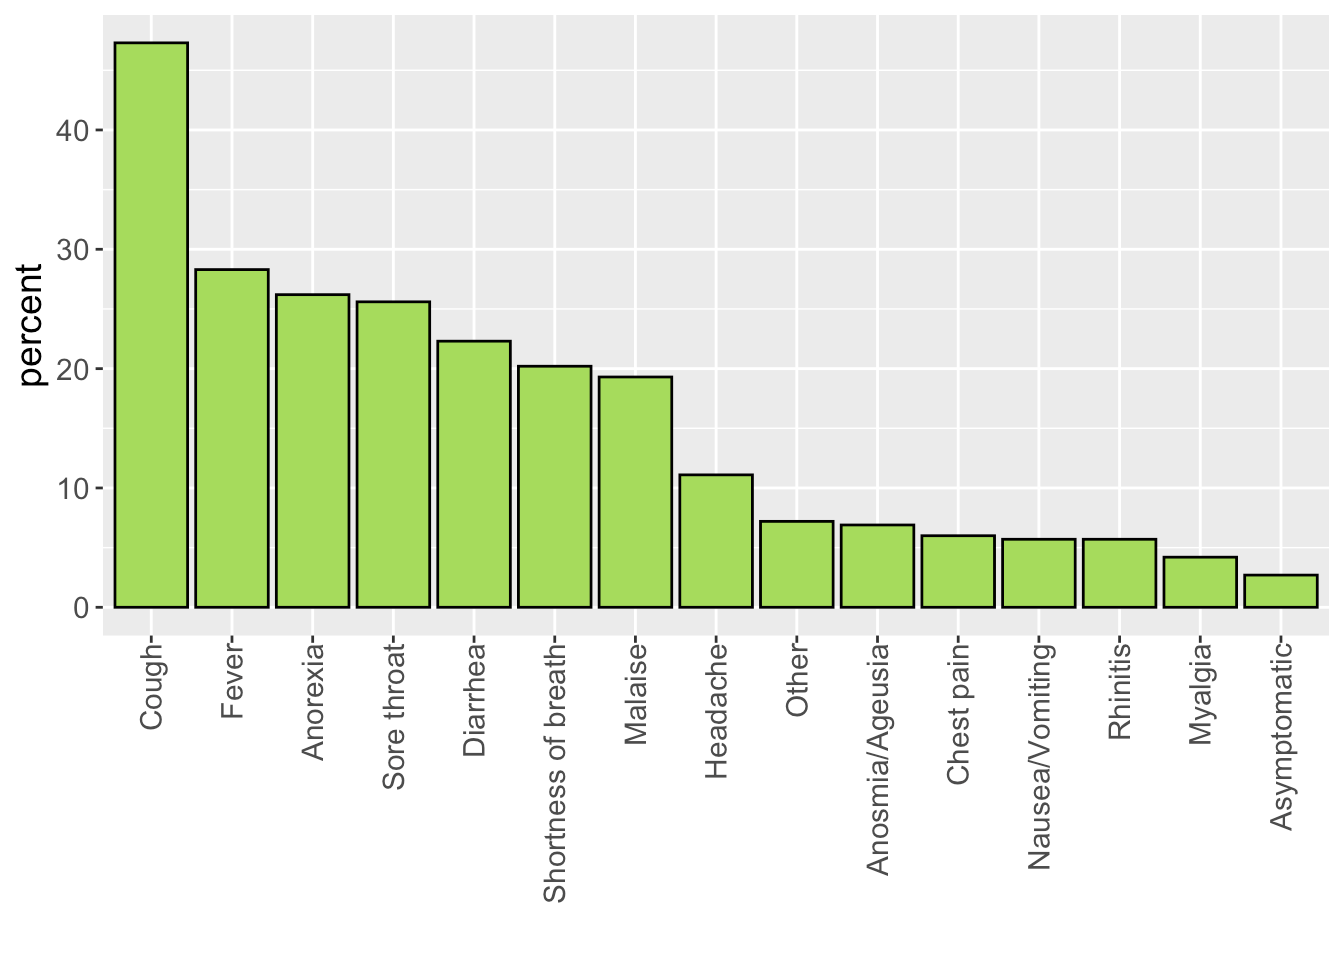 percent
40
30
20
10
0
Cough
Fever
Anorexia
Sore throat
Diarrhea
Shortness of breath
Malaise
Headache
Other
Anosmia/Ageusia
Chest pain
Nausea/Vomiting
Rhinitis
Myalgia
Asymptomatic